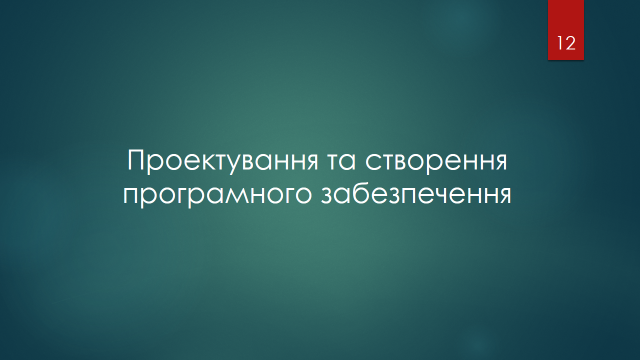 12
Проектування та створення
програмного забезпечення